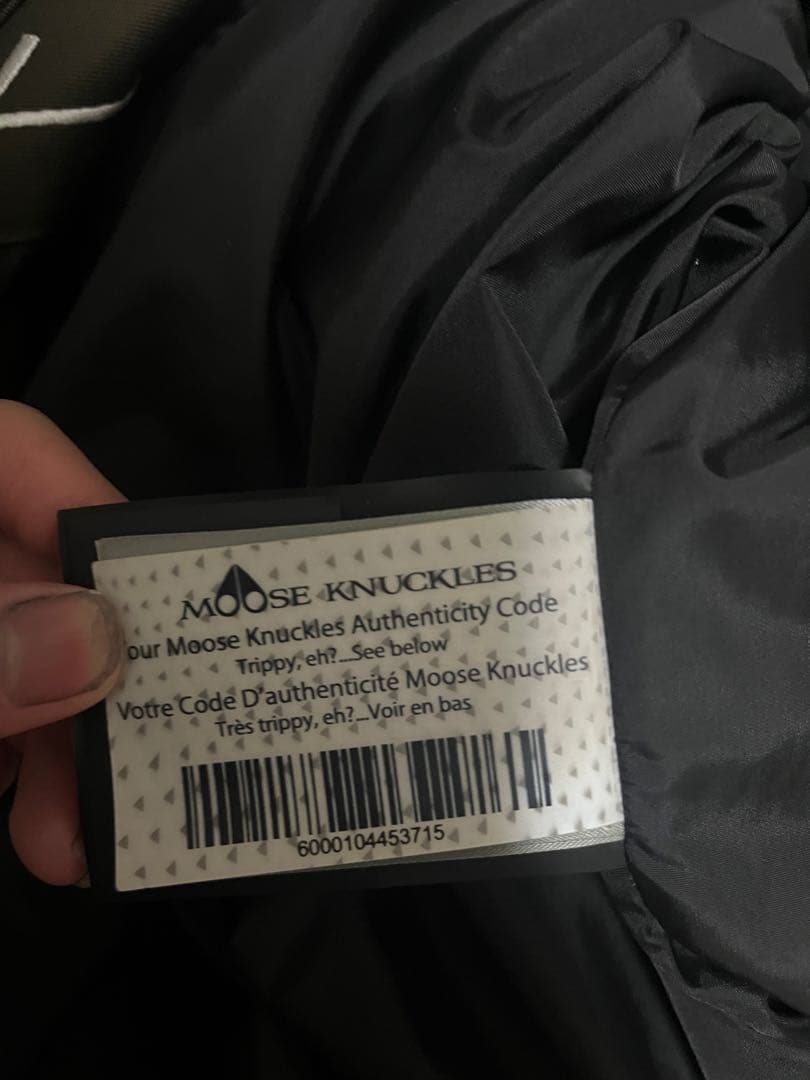 MOOSE KNUCKLES
our Moose Knuckles Authenticity Code
Trippy, eh?...See below
Votre Code D'authenticité Moose Knuckles
Très trippy, eh?...Voir en bas
6000104453715